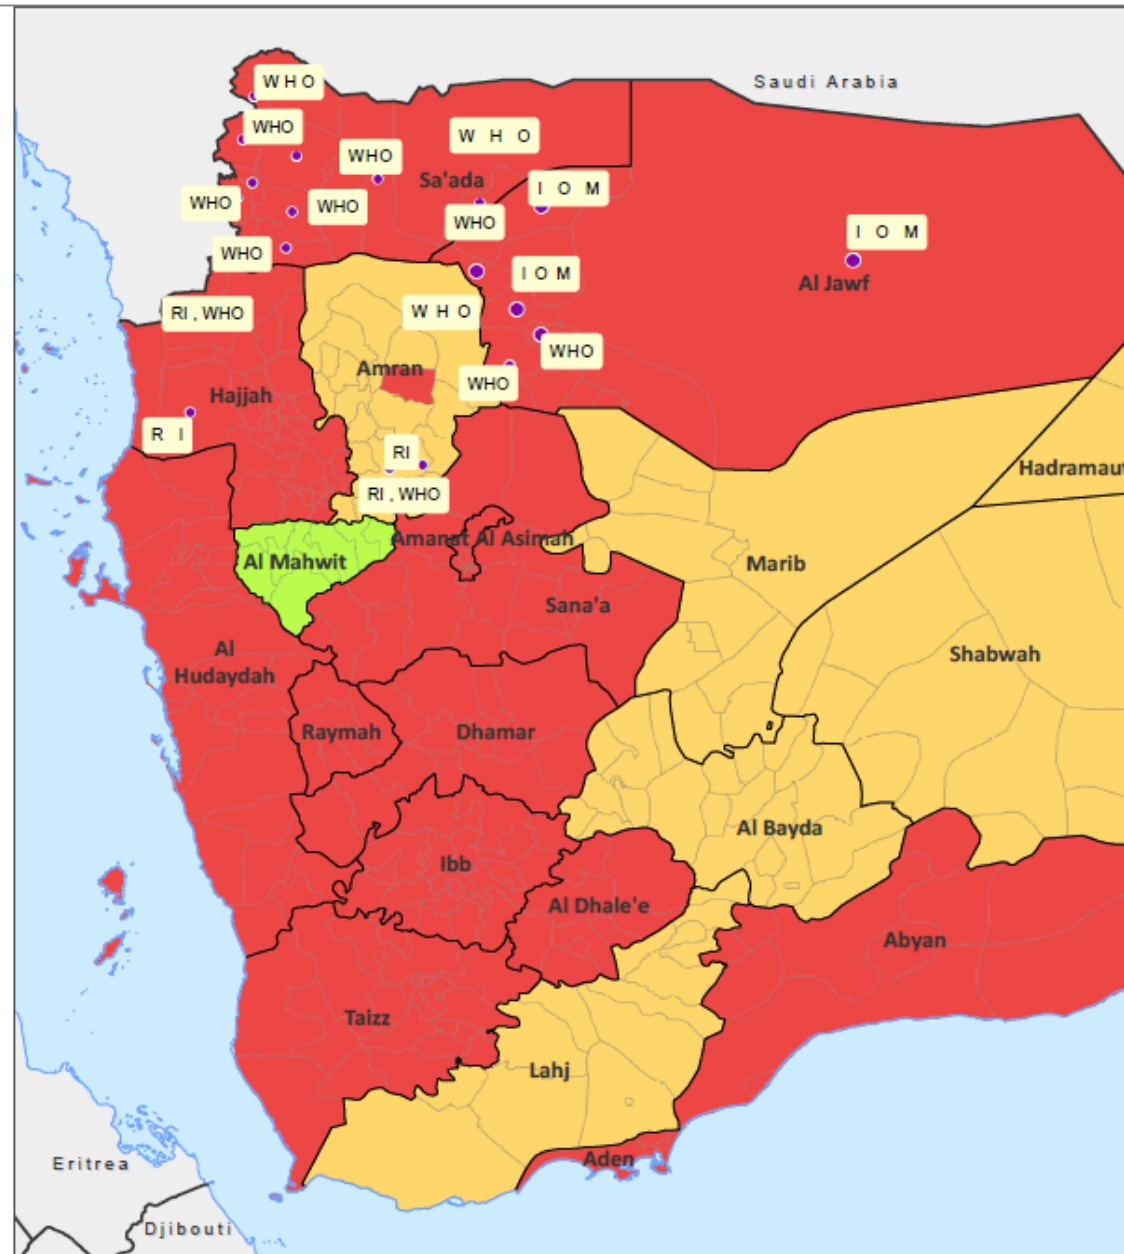 Saudi Arabia
W H O
WHO
W H O
WHO
Sa'ada
I O M
WHO
WHO
WHO
I O M
WHO
I O M
Al Jawf
RI , WHO
W H O
WHO
Amran
WHO
Hajjah
R I
RI
Hadramaut
RI , WHO
Amanat Al Asimah
Al Mahwit
Marib
Sana'a
Al
Hudaydah
Shabwah
Raymah
Dhamar
Al Bayda
Ibb
Al Dhale'e
Abyan
Taizz
Lahj
Aden
Eritrea
Djibouti